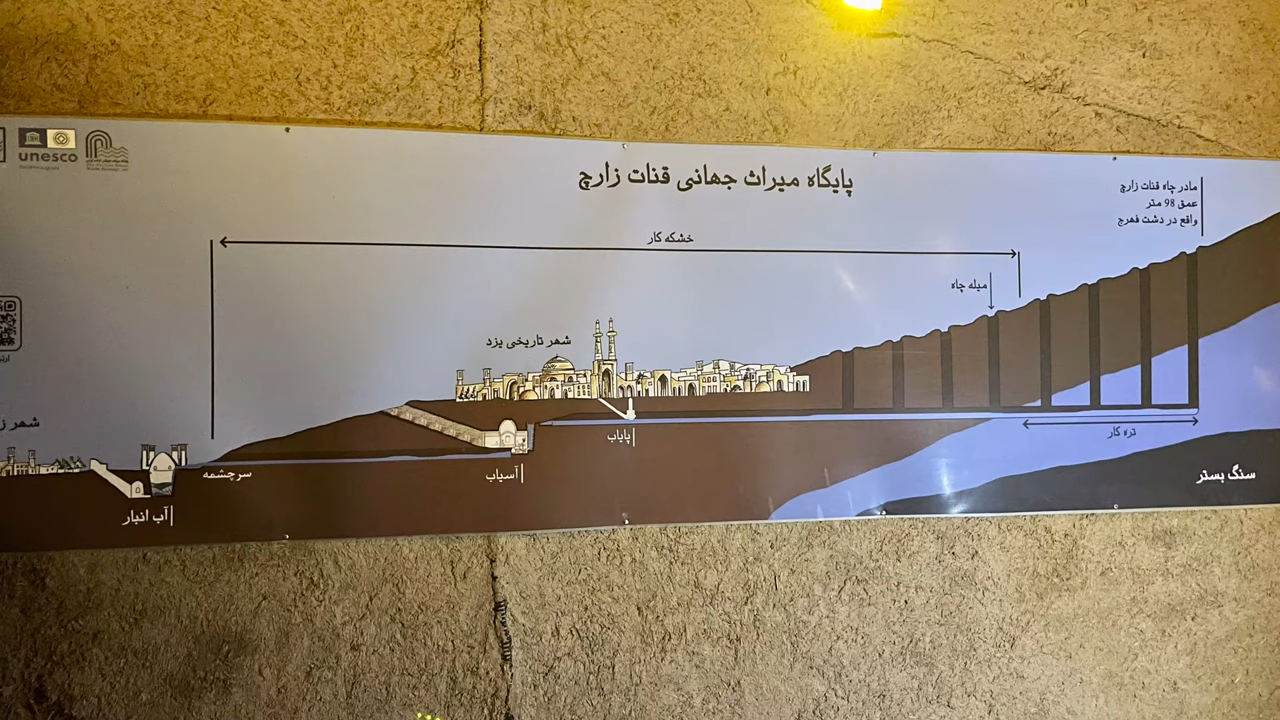 unesco
پایگاه میراث جهانی قنات زارچ
مادر چاه قنات زارچ
عمق 98 متر
واقع در دشت فهرج
خشکه کار
میله چاه
شهر تاریخی یزد
شهر
پایاب
تره کار
آسیاب
سرچشمه
سنگ بستر
آب انبار